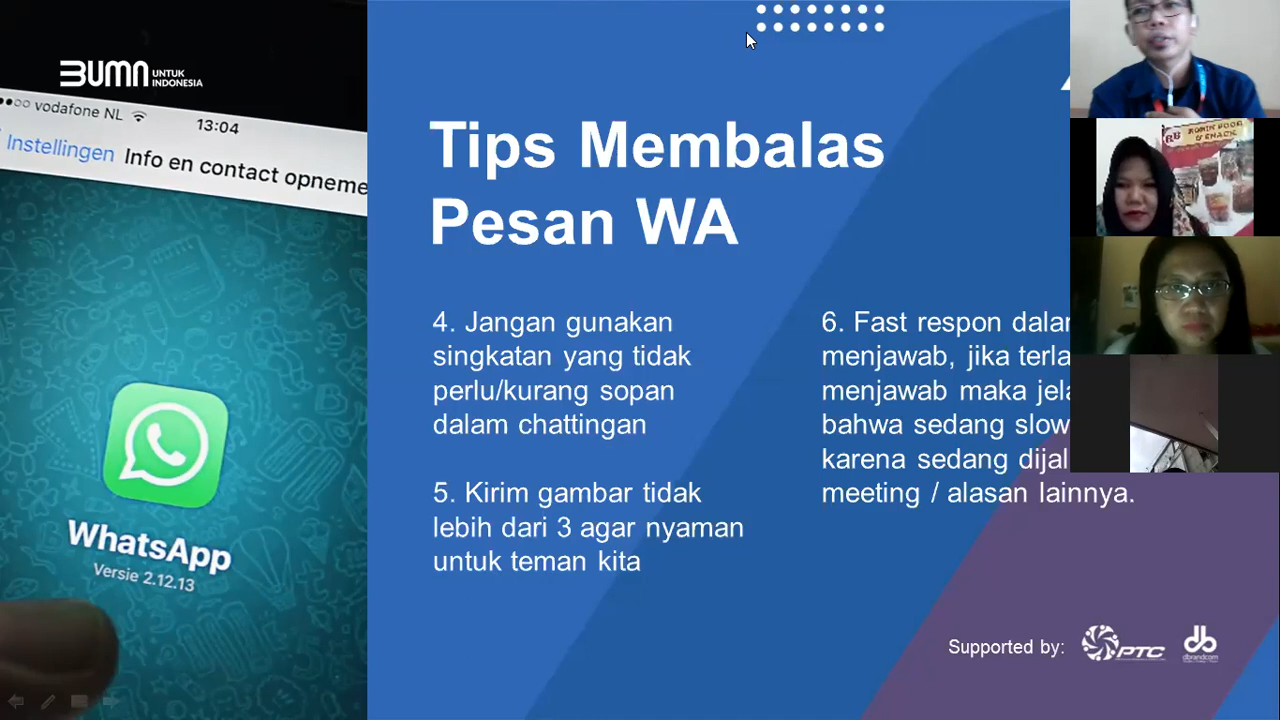 BUMN UNTUK
INDONESIA
vodafone NL
13:04
Instellingen Info en contact opneme
WhatsApp
Versie 2.12.13
Tips Membalas
Pesan WA
4. Jangan gunakan
singkatan yang tidak
perlu/kurang sopan
dalam chattingan
5. Kirim gambar tidak
lebih dari 3 agar nyaman
untuk teman kita
6. Fast respon dalam
menjawab, jika terla
menjawab maka jela
bahwa sedang slow
karena sedang dijal
meeting / alasan lainnya.
Supported by:
PTC
dbrandcom
& SNACK